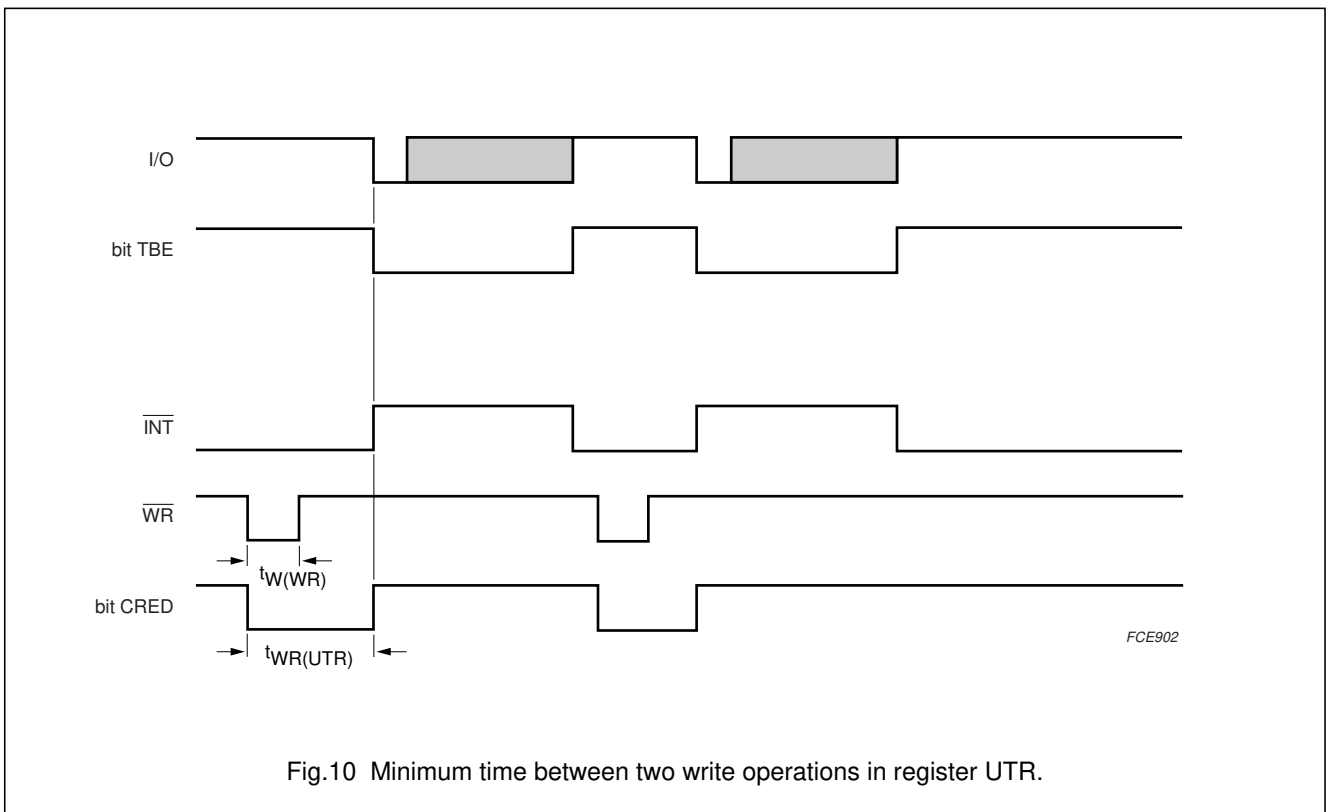 I/O
bit TBE
INT
WR
tW(WR)
bit CRED
FCE902
tWR(UTR)
Fig.10 Minimum time between two write operations in register UTR.